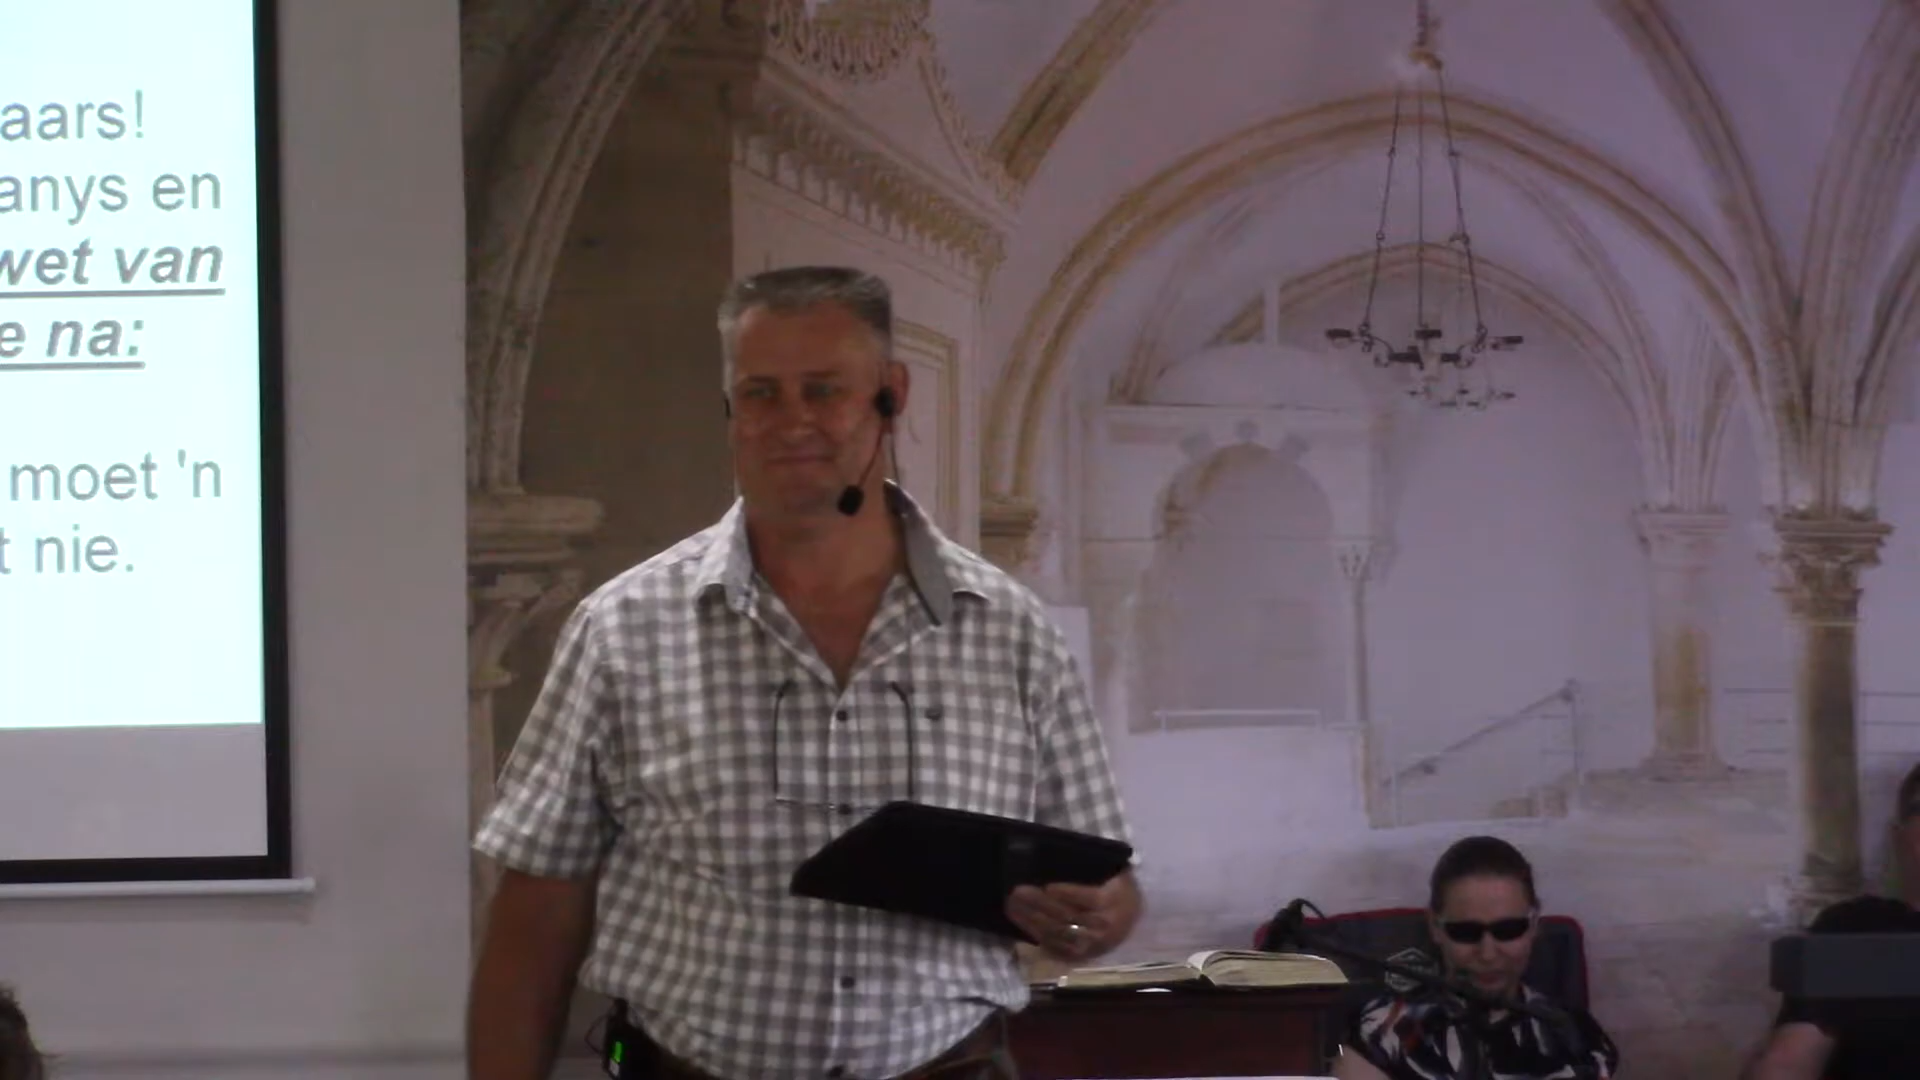 aars!
anys en
wet van
e na:
moet 'n
t nie.